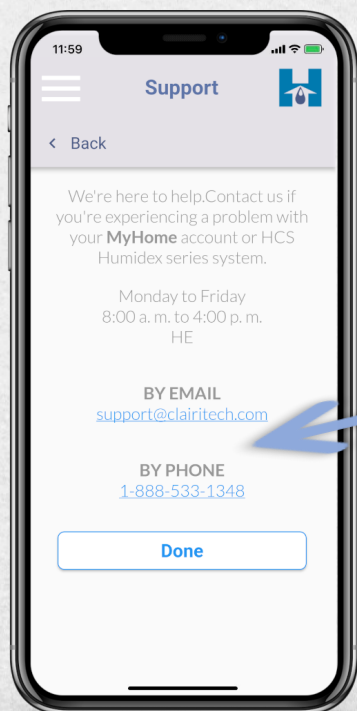 11:59
Support
< Back
We're here to help.Contact us if
you're experiencing a problem with
your MyHome account or HCS
Humidex series system.
Monday to Friday
8:00 a. m. to 4:00 p. m.
HE
BY EMAIL
support@clairitech.com
BY PHONE
1-888-533-1348
Done